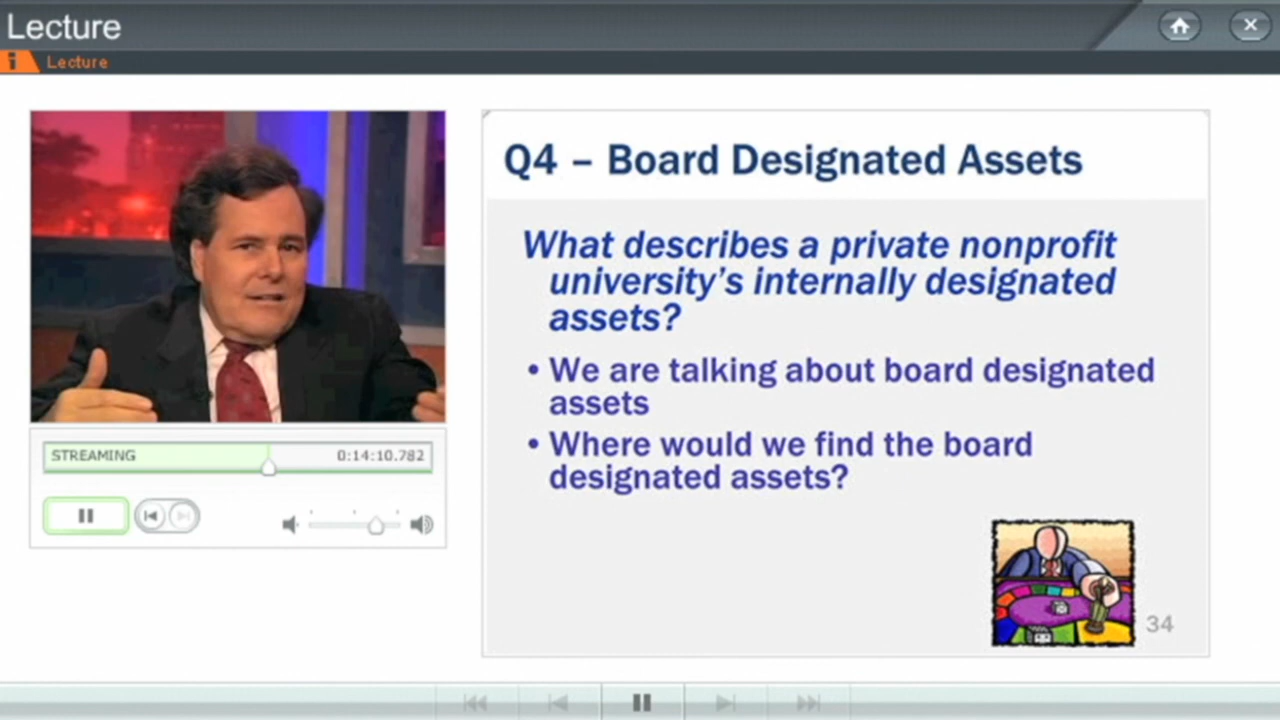 Lecture
i Lecture
Q4 – Board Designated Assets
What describes a private nonprofit
university's internally designated
assets?
• We are talking about board designated
assets
• Where would we find the board
designated assets?
STREAMING 0:14:10.782
34